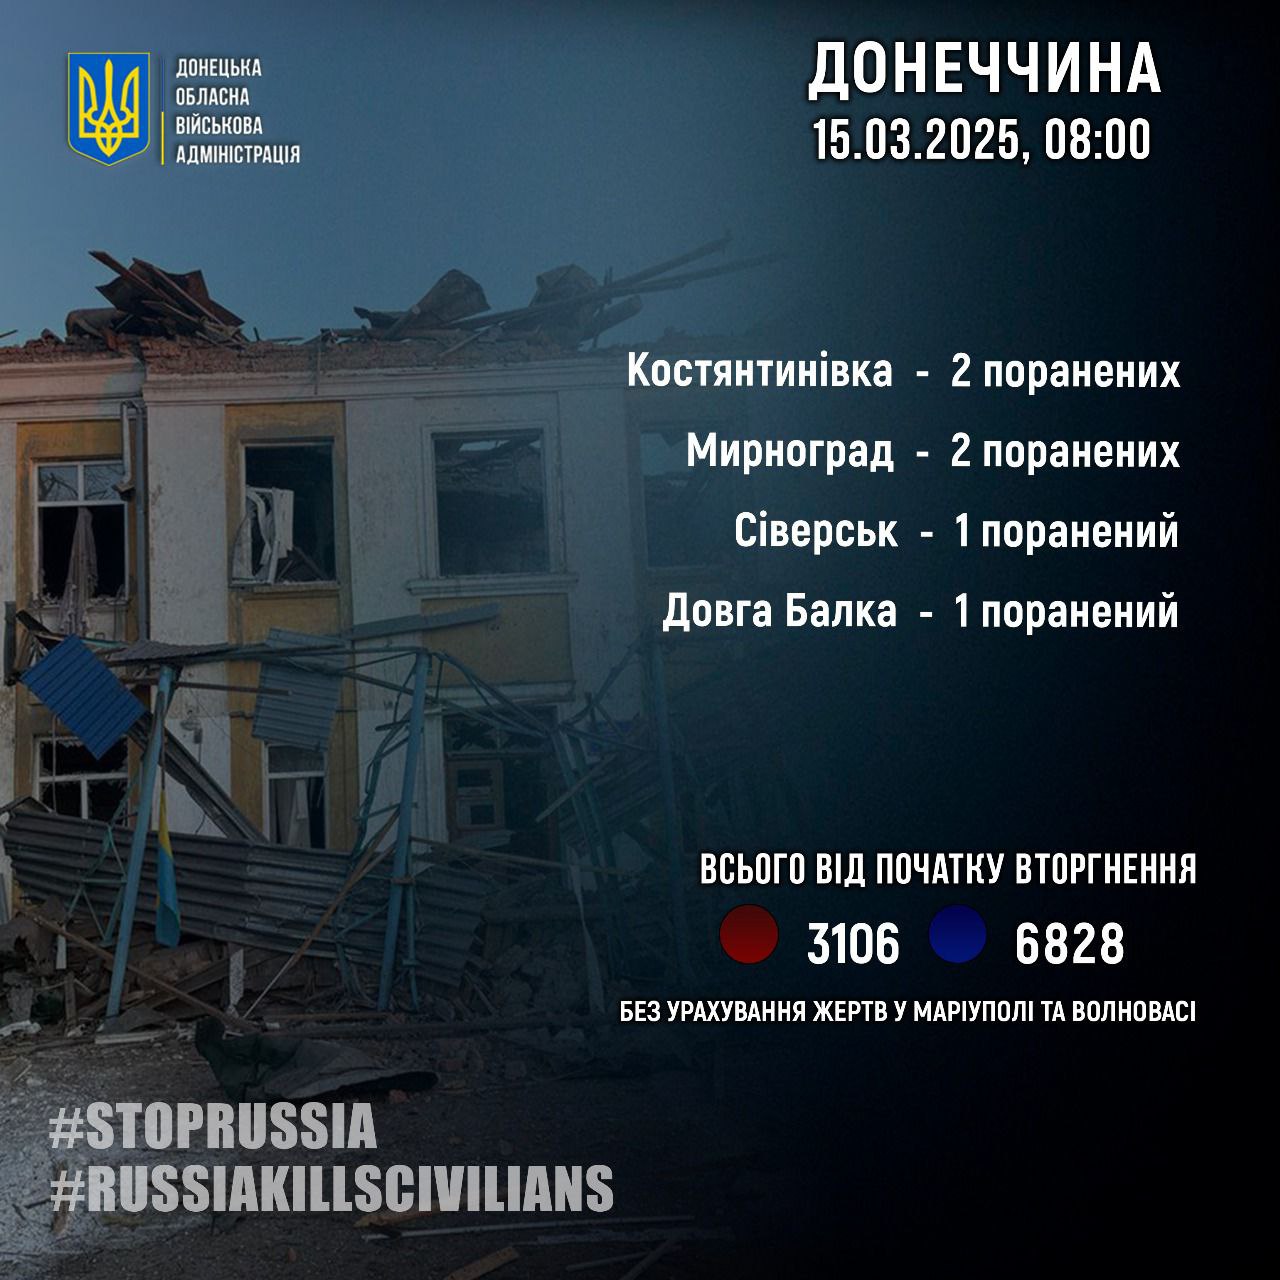 ДОНЕЦЬКА
ОБЛАСНА
ВІЙСЬКОВА
АДМІНІСТРАЦІЯ
ДОНЕЧЧИНА
15.03.2025, 08:00
Костянтинівка - 2 поранених
Мирноград - 2 поранених
Сіверськ - 1 поранений
Довга Балка - 1 поранений
ВСЬОГО ВІД ПОЧАТКУ ВТОРГНЕННЯ
3106 6828
БЕЗ УРАХУВАННЯ ЖЕРТВ У МАРІУПОЛІ ТА ВОЛНОВАСІ
#STOPRUSSIA
#RUSSIAKILLSCIVILIANS